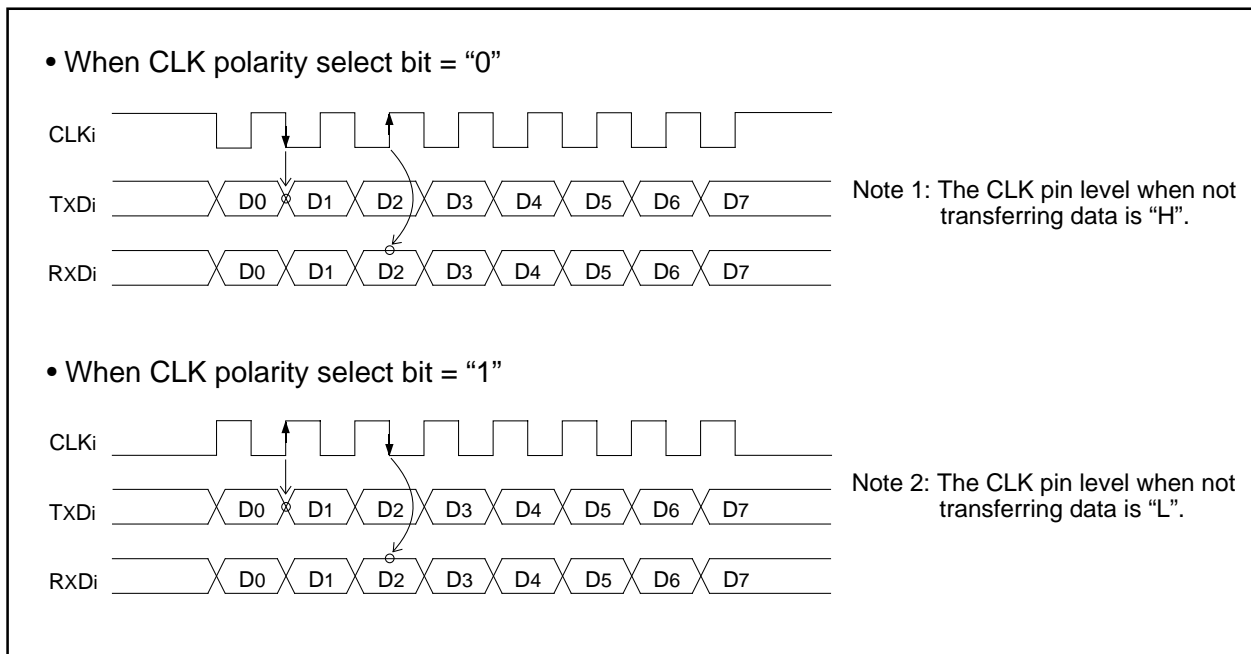 • When CLK polarity select bit = “0”
CLKi
TXDi D0 D1 D2 D3 D4 D5 D6 D7
RXDi D0 D1 D2 D3 D4 D5 D6 D7
Note 1: The CLK pin level when not
transferring data is “H”.
• When CLK polarity select bit = “1”
CLKi
TXDi D0 D1 D2 D3 D4 D5 D6 D7
RXDi D0 D1 D2 D3 D4 D5 D6 D7
Note 2: The CLK pin level when not
transferring data is “L”.